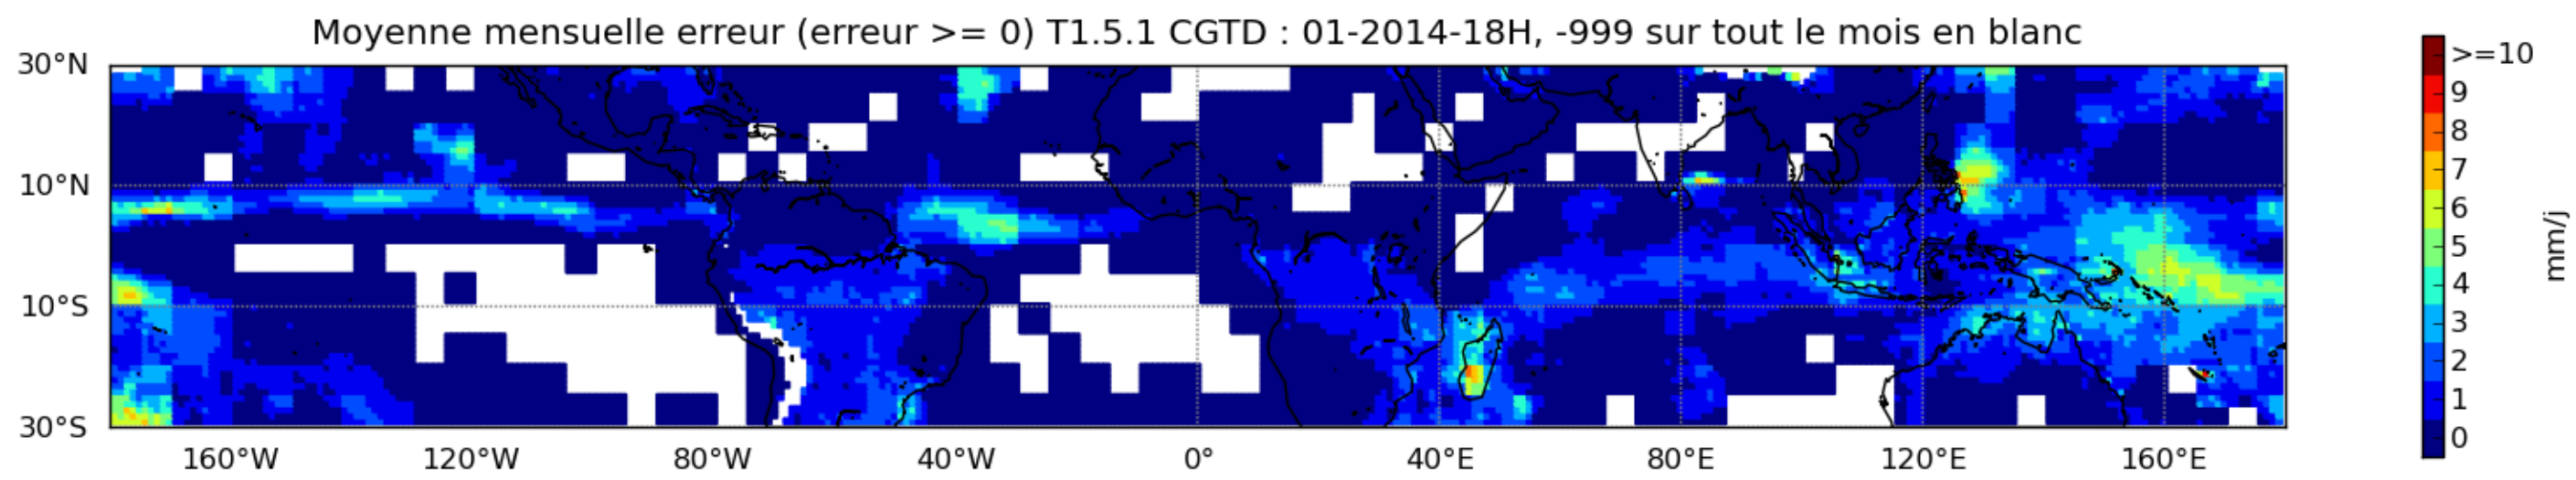 Moyenne mensuelle erreur (erreur >= 0) T1.5.1 CGTD : 01-2014-18H, -999 sur tout le mois en blanc
30°N
10°N
10°S
30°S
160°W 120°W 80°W 40°W 0° 40°E 80°E 120°E 160°E
>=10
9
8
7
6
5
4
3
2
1
0
mm/j